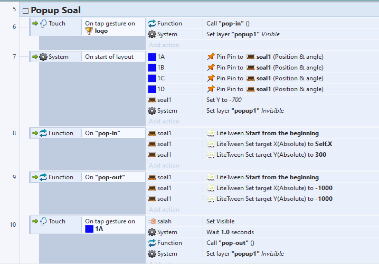 5 Popup Soal
6 Touch On tap gesture on logo Function Call "pop-in" ()
System Set layer "popup1" Visible
Add action
7 System On start of layout 1A Pin Pin to soal1 (Position & angle)
1B Pin Pin to soal1 (Position & angle)
1C Pin Pin to soal1 (Position & angle)
1D Pin Pin to soal1 (Position & angle)
soal1 Set Y to -700
System Set layer "popup1" Invisible
Add action
8 Function On "pop-in" soal1 LiteTween Start from the beginning
soal1 LiteTween Set target X(Absolute) to Self.X
soal1 LiteTween Set target Y(Absolute) to 300
Add action
9 Function On "pop-out" soal1 LiteTween Start from the beginning
soal1 LiteTween Set target X(Absolute) to -1000
soal1 LiteTween Set target Y(Absolute) to -1000
Add action
10 Touch On tap gesture on 1A salah Set Visible
System Wait 1.0 seconds
Function Call "pop-out" ()
System Set layer "popup1" Invisible